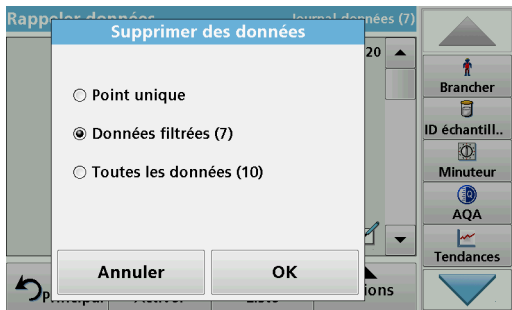 Rappeler données
Journal données (7)
Supprimer des données
20
Point unique
Données filtrées (7)
Toutes les données (10)
Annuler
OK
Brancher
ID échantill..
Minuteur
AQA
Tendances